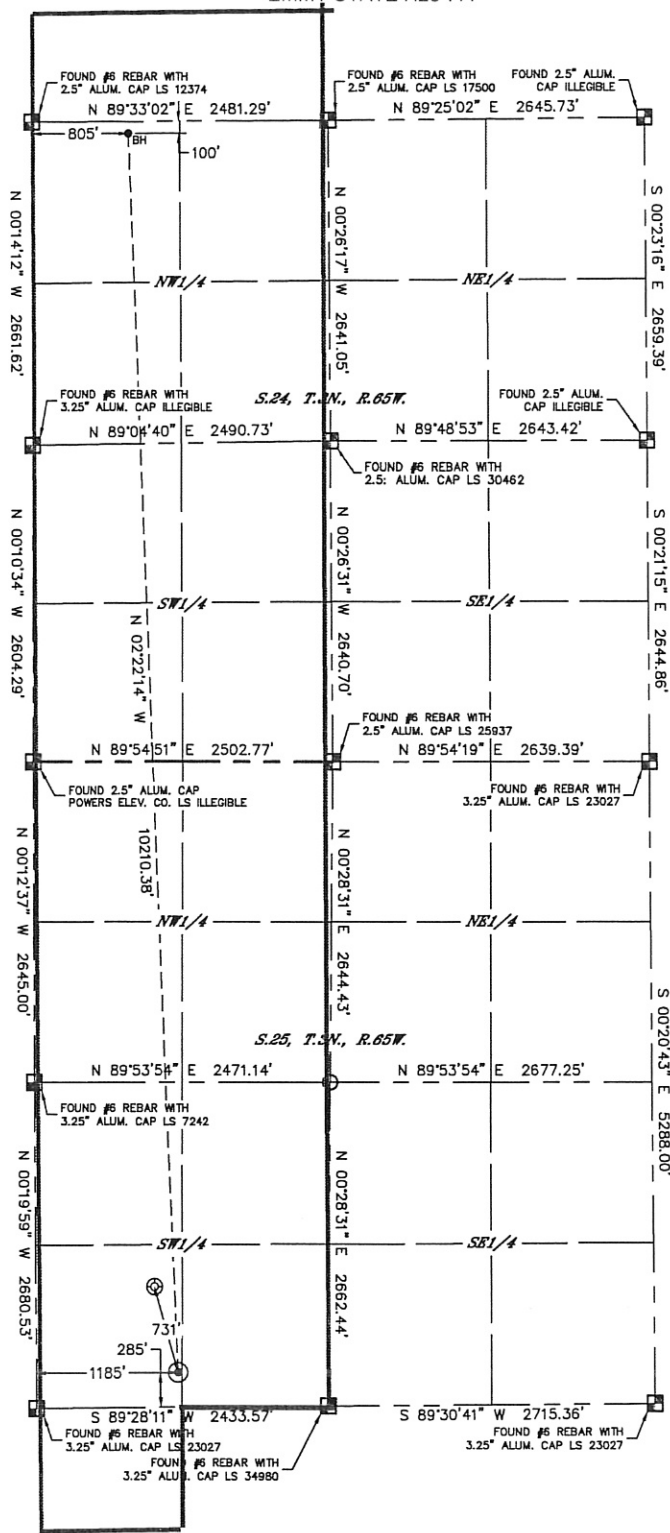 FOUND #6 REBAR WITH
2.5" ALUM. CAP LS 12374
FOUND #6 REBAR WITH
2.5" ALUM. CAP LS 17500
FOUND 2.5" ALUM.
CAP ILLEGIBLE
N 89°33'02" E 2481.29'
N 89°25'02" E 2645.73'
805'
BH
100'
N 00°14'12" W 2661.62'
N 00°26'17" W 2641.05'
S 00°23'16" E 2659.39'
NW1/4
NE1/4
FOUND #6 REBAR WITH
3.25" ALUM. CAP ILLEGIBLE
S.24, T.3N., R.65W.
FOUND 2.5" ALUM.
CAP ILLEGIBLE
N 89°04'40" E 2490.73'
N 89°48'53" E 2643.42'
FOUND #6 REBAR WITH
2.5: ALUM. CAP LS 30462
N 00°10'34" W 2604.29'
N 00°26'31" W 2640.70'
S 00°21'15" E 2644.86'
SW1/4
SE1/4
N 02°22'14" W
10210.38'
FOUND #6 REBAR WITH
2.5" ALUM. CAP LS 25937
N 89°54'51" E 2502.77'
N 89°54'19" E 2639.39'
FOUND 2.5" ALUM. CAP
POWERS ELEV. CO. LS ILLEGIBLE
FOUND #6 REBAR WITH
3.25" ALUM. CAP LS 23027
N 00°12'37" W 2645.00'
N 00°28'31" E 2644.43'
NW1/4
NE1/4
S 00°20'43" E 5288.00'
S.25, T.3N., R.65W.
N 89°53'54" E 2471.14'
N 89°53'54" E 2677.25'
FOUND #6 REBAR WITH
3.25" ALUM. CAP LS 7242
N 00°19'59" W 2680.53'
N 00°28'31" E 2662.44'
SW1/4
SE1/4
731'
285'
1185'
S 89°28'11" W 2433.57'
S 89°30'41" W 2715.36'
FOUND #6 REBAR WITH
3.25" ALUM. CAP LS 23027
FOUND #6 REBAR WITH
3.25" ALUM. CAP LS 34980
FOUND #6 REBAR WITH
3.25" ALUM. CAP LS 23027